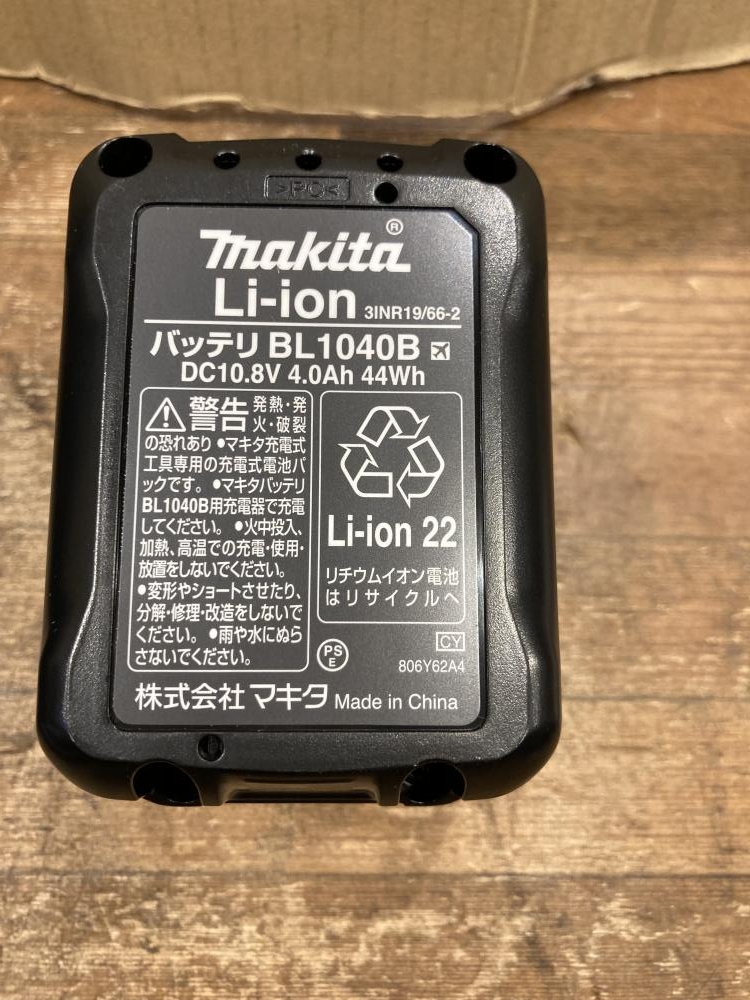 >PC<
makita®
Li-ion 3INR19/66-2
バッテリ BL1040B
DC10.8V 4.0Ah 44Wh
警告 発熱・発
火・破裂
の恐れあり •マキタ充電式
工具専用の充電式電池パ
ックです。 •マキタバッテリ
BL1040B用充電器で充電
してください。 •火中投入、
加熱、高温での充電・使用・
放置をしないでください。
•変形やショートさせたり、
分解・修理・改造をしないで
ください。 •雨や水にぬら
さないでください。
Li-ion 22
リチウムイオン電池
はリサイクルへ
PS
E
CY
806Y62A4
株式会社 マキタ Made in China